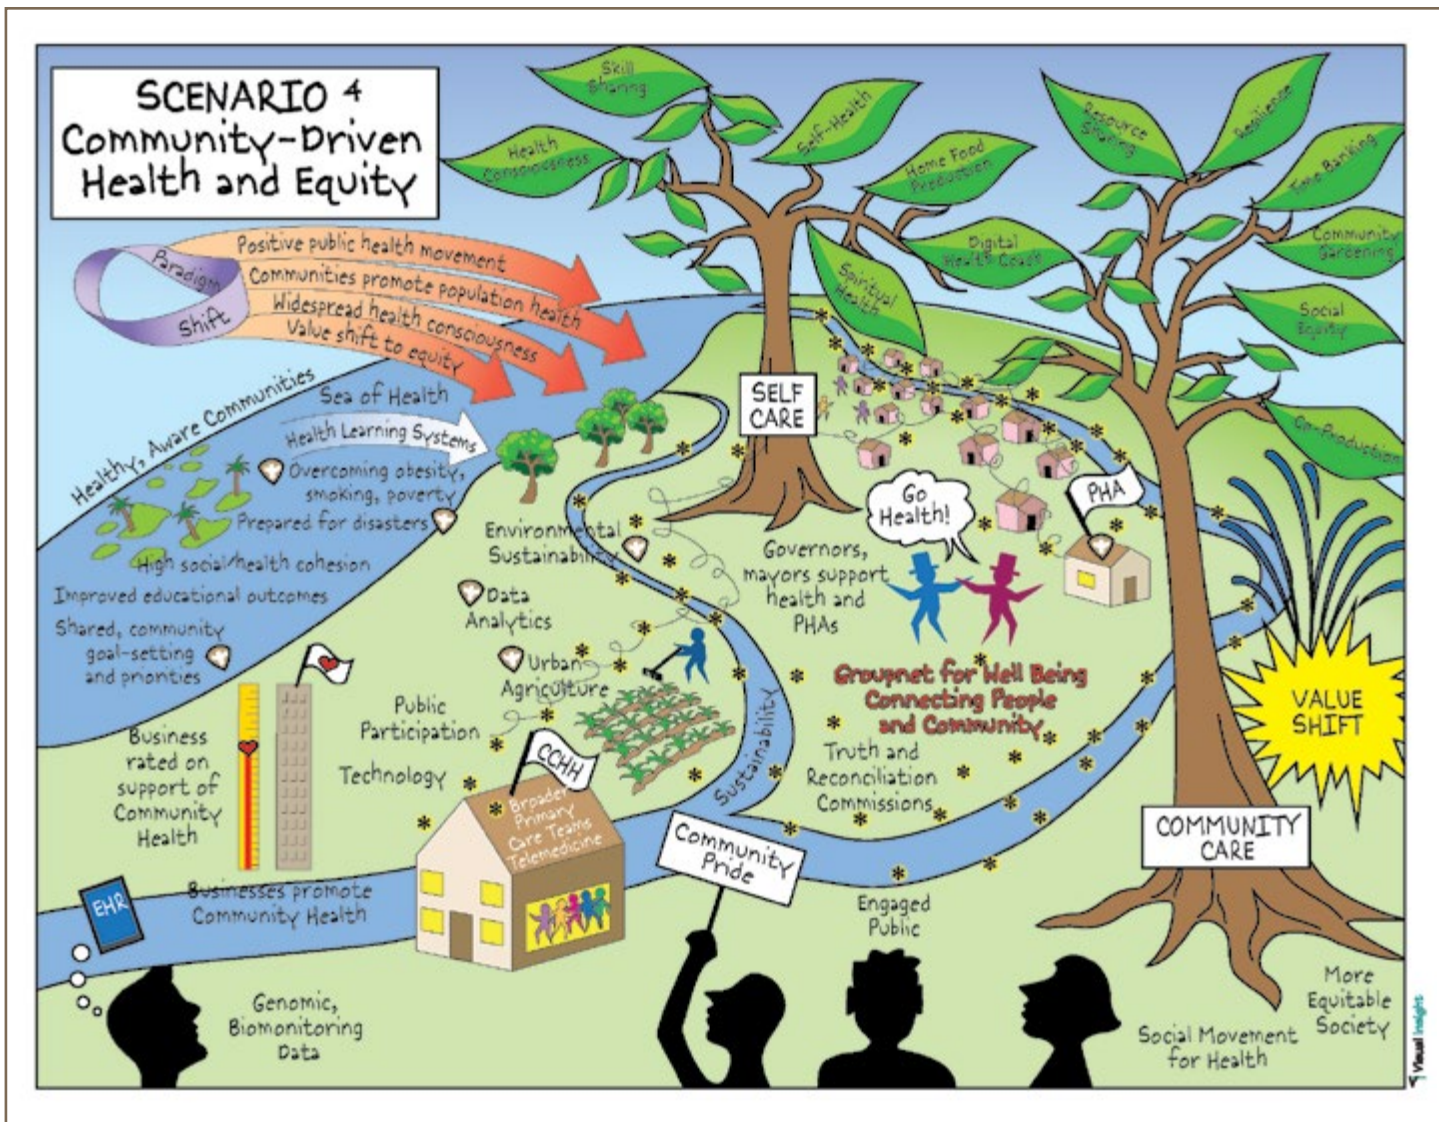 SCENARIO 4
Community-Driven
Health and Equity
Paradigm
Shift
Positive public health movement
Communities promote population health
Widespread health consciousness
Value shift to equity
Skill
Sharing
Health
Consciousness
Self-Health
Home Food
Production
Digital
Health Coach
Spiritual
Health
SELF
CARE
Resource
Sharing
Resilience
Time Banking
Community
Gardening
Social
Equity
Co-Production
Healthy, Aware Communities
Sea of Health
Health Learning Systems
Overcoming obesity,
smoking, poverty
Prepared for disasters
High social/health cohesion
Improved educational outcomes
Shared, community
goal-setting
and priorities
Environmental
Sustainability
Data
Analytics
Urban
Agriculture
Public
Participation
Technology
Go
Health!
PHA
Governors,
mayors support
health and
PHAs
Groupnet for Well Being
Connecting People
and Community
Truth and
Reconciliation
Commissions
Sustainability
VALUE
SHIFT
Business
rated on
support of
Community
Health
CCHH
Broader
Primary
Care Teams
Telemedicine
Community
Pride
COMMUNITY
CARE
EHR
Businesses promote
Community Health
Engaged
Public
Genomic,
Biomonitoring
Data
Social Movement
for Health
More
Equitable
Society
Visual Insight